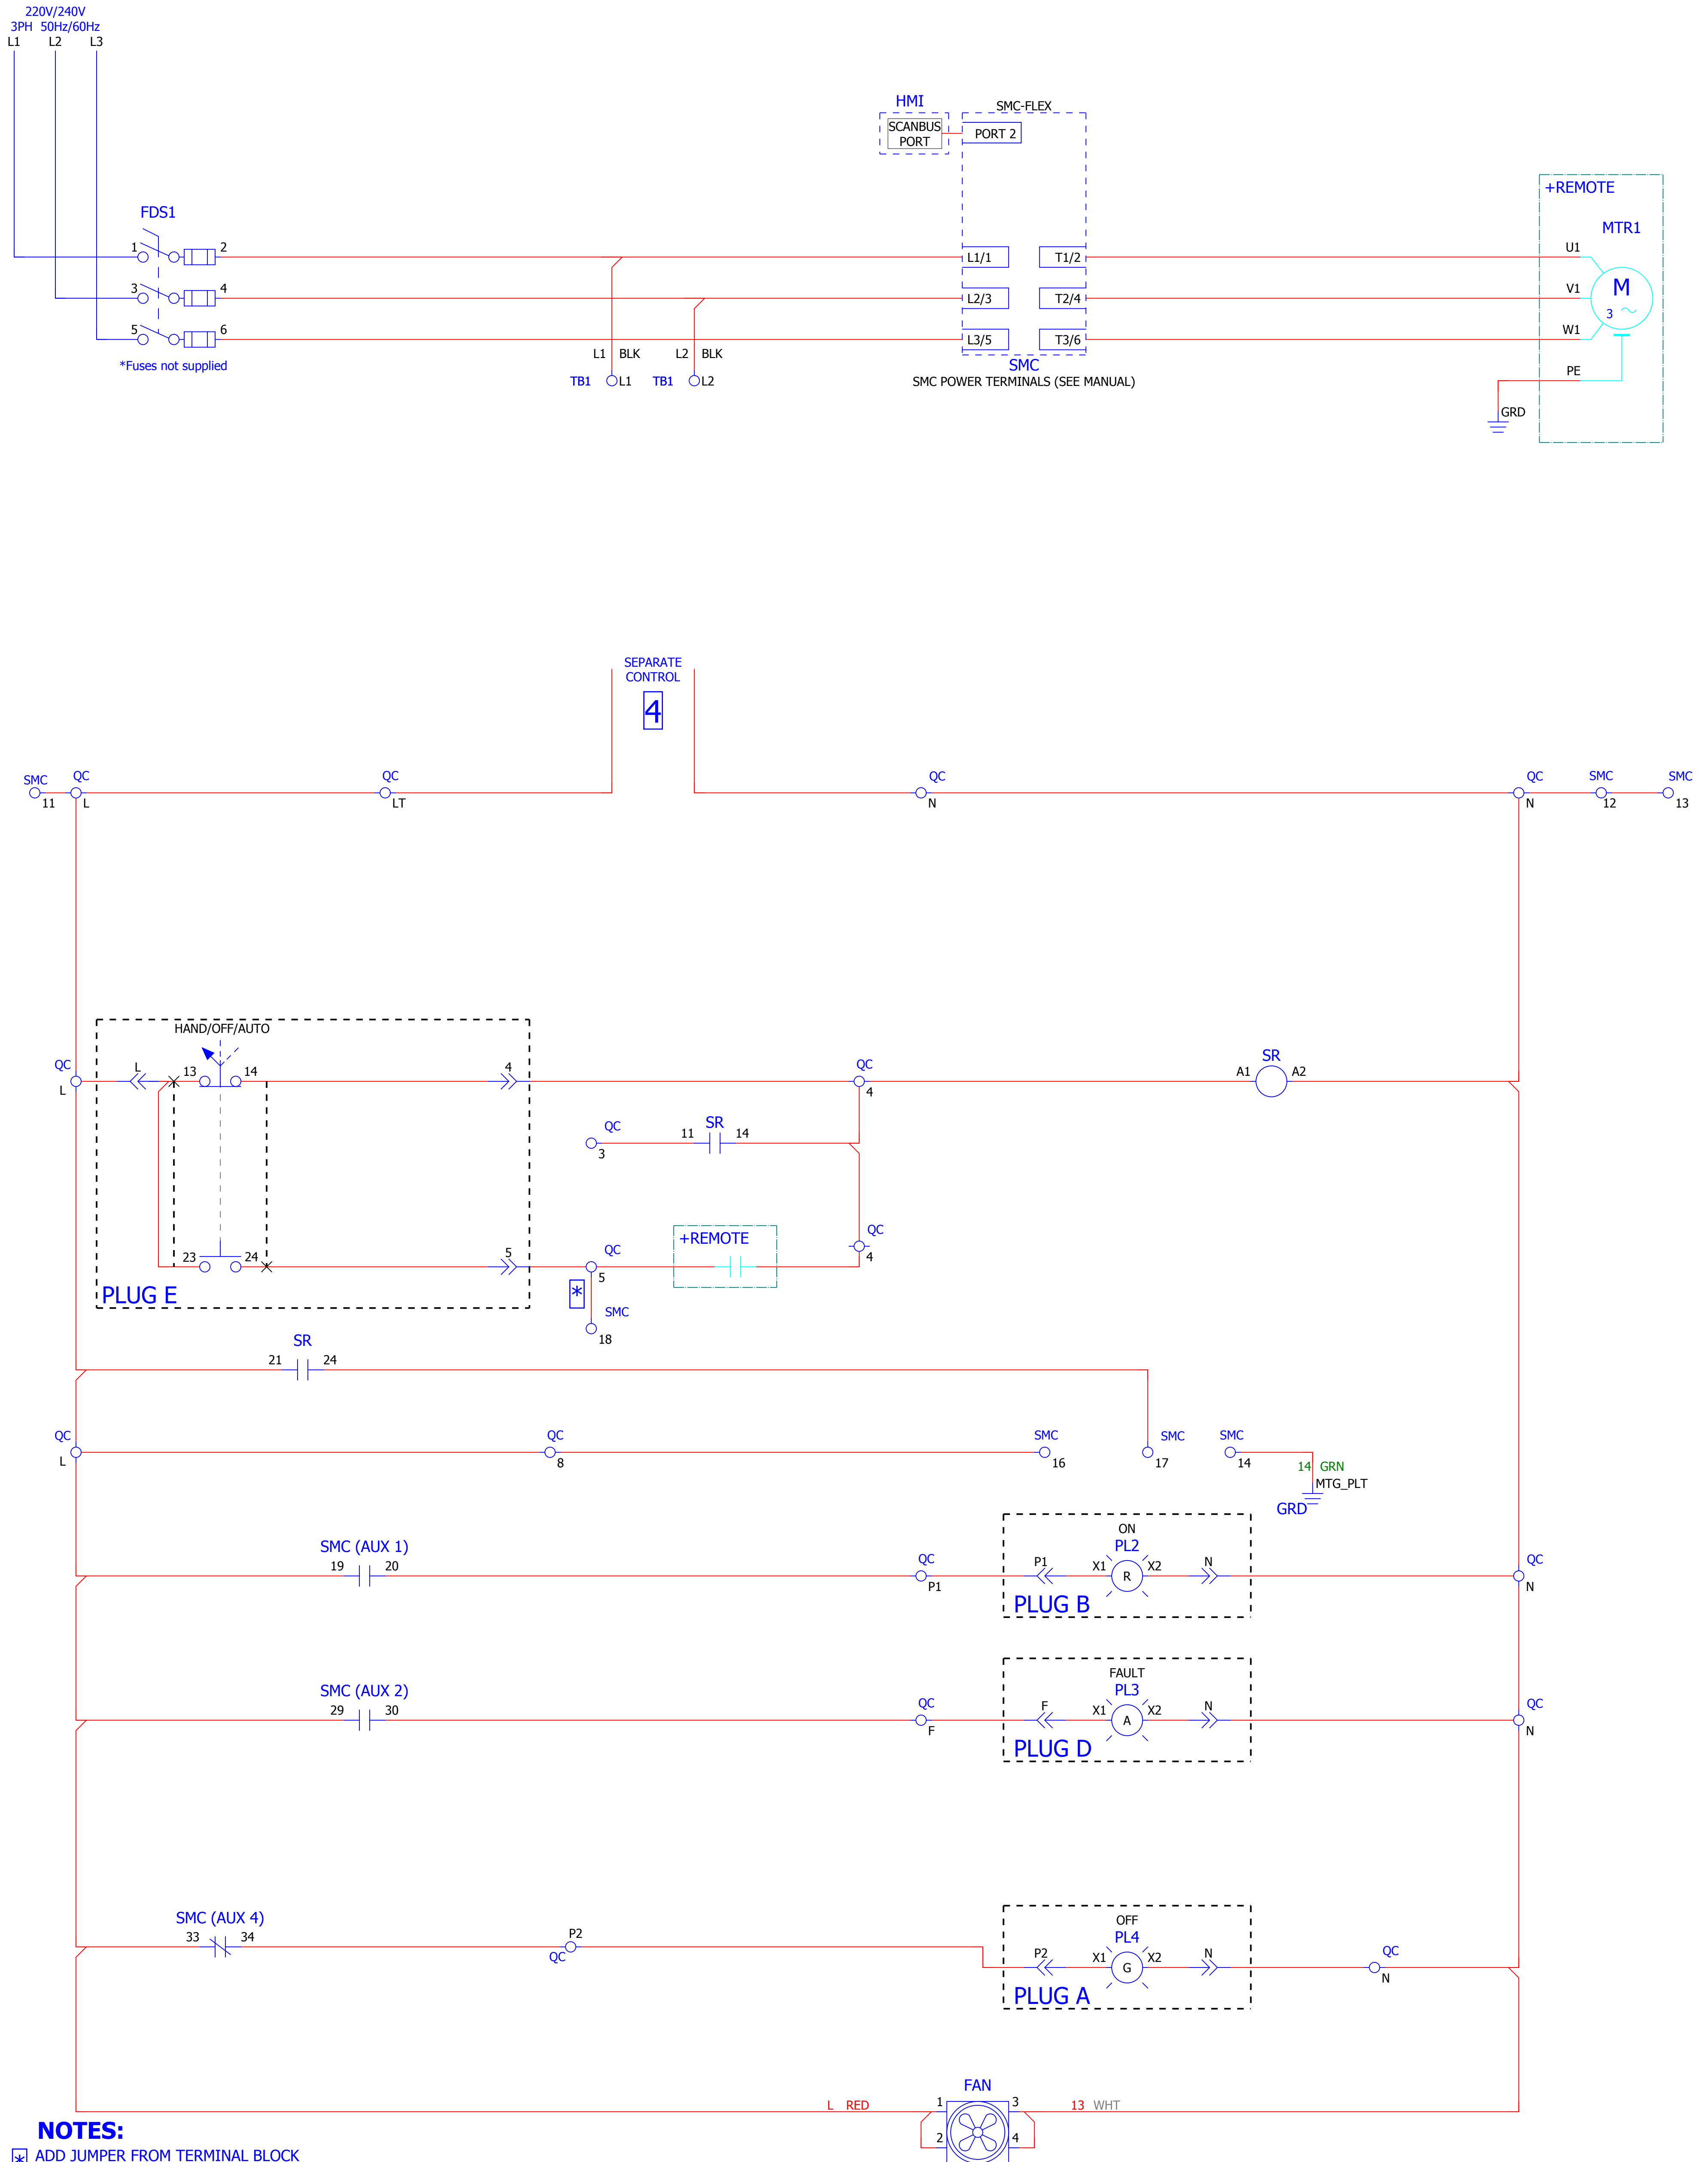 220V/240V
3PH 50Hz/60Hz
L1 L2 L3
HMI
SCANBUS
PORT
SMC-FLEX
PORT 2
+REMOTE
MTR1
FDS1
1 2
3 4
5 6
*Fuses not supplied
L1 BLK
L2 BLK
TB1 L1
TB1 L2
L1/1 T1/2
L2/3 T2/4
L3/5 T3/6
SMC
SMC POWER TERMINALS (SEE MANUAL)
U1
V1
W1
PE
M
3
GRD
SEPARATE
CONTROL
4
SMC QC QC QC QC SMC SMC
11 L LT N N 12 13
HAND/OFF/AUTO
QC L 13 14 4 QC SR
L 4 A1 A2
QC 11 SR 14
3
23 24 5 QC +REMOTE QC
5 4
PLUG E
*
SMC
18
SR
21 24
QC QC SMC SMC SMC
L 8 16 17 14
14 GRN
MTG_PLT
GRD
ON
SMC (AUX 1) PL2
19 20 QC P1 X1 R X2 N QC
P1 N
PLUG B
FAULT
SMC (AUX 2) PL3
29 30 QC F X1 A X2 N QC
F N
PLUG D
OFF
SMC (AUX 4) PL4
33 34 P2 P2 X1 G X2 N QC
QC N
PLUG A
FAN
L RED 1 3 13 WHT
2 4
NOTES:
* ADD JUMPER FROM TERMINAL BLOCK